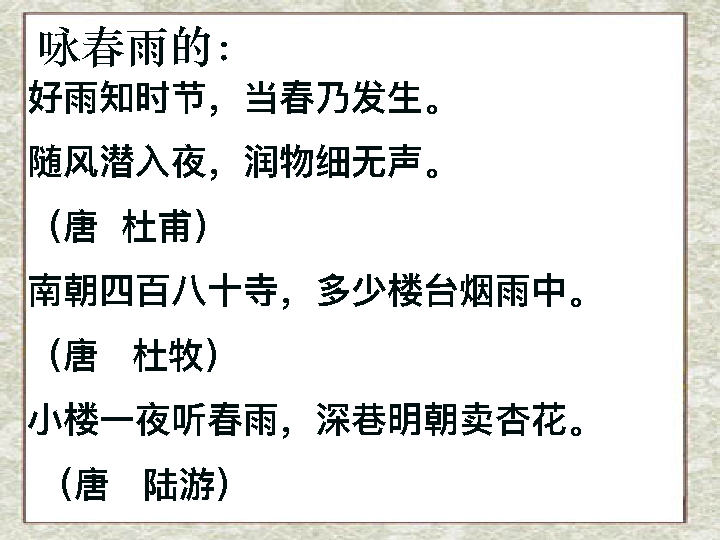 咏春雨的：
好雨知时节，当春乃发生。
随风潜入夜，润物细无声。
（唐 杜甫）
南朝四百八十寺，多少楼台烟雨中。
（唐 杜牧）
小楼一夜听春雨，深巷明朝卖杏花。
（唐 陆游）